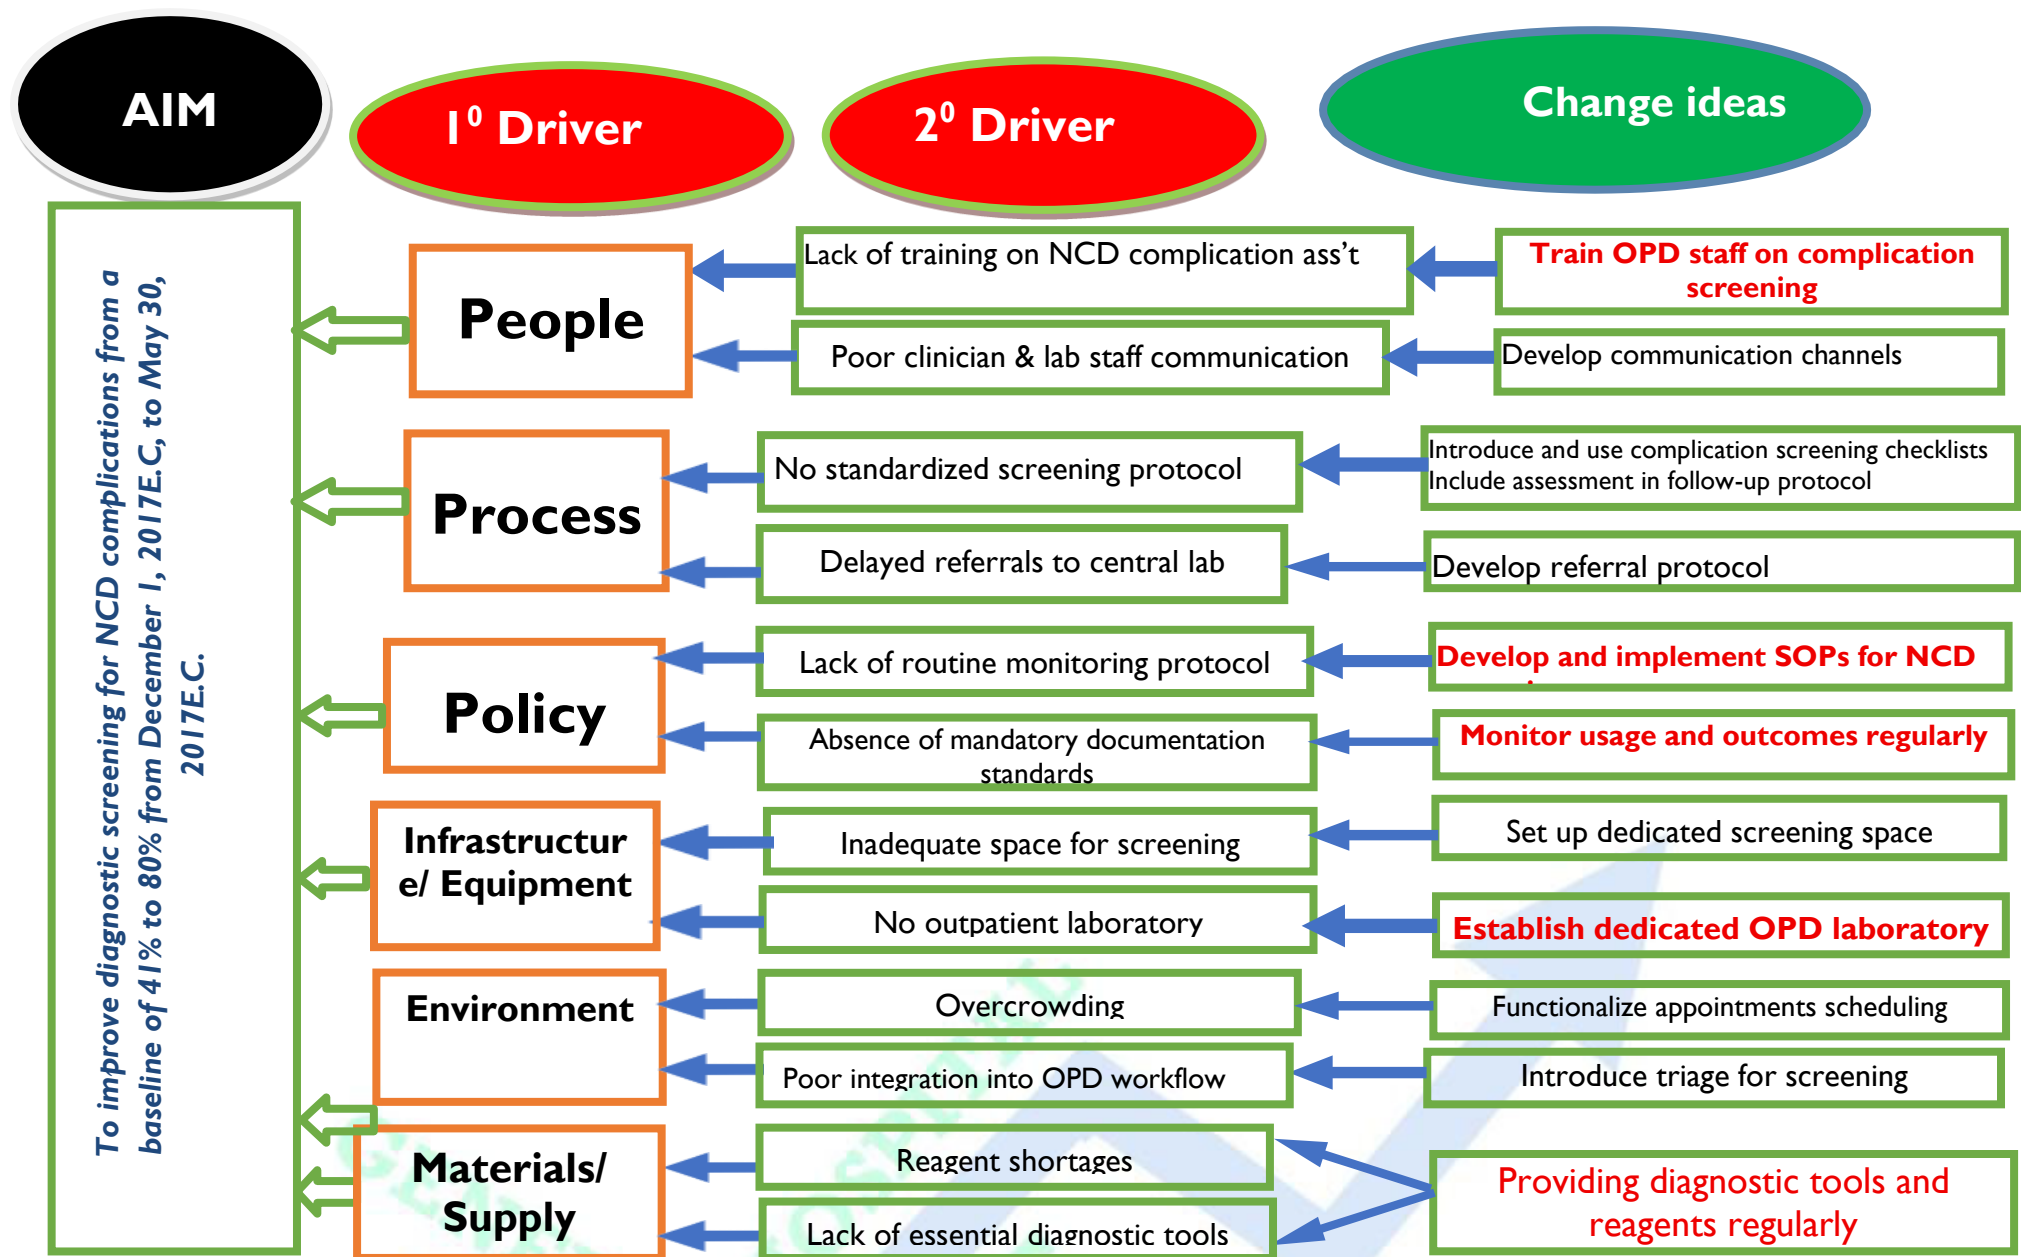 AIM
1⁰ Driver
2⁰ Driver
Change ideas
To improve diagnostic screening for NCD complications from a
baseline of 41% to 80% from December 1, 2017E.C, to May 30,
2017E.C.
People
Lack of training on NCD complication ass't
Train OPD staff on complication
screening
Poor clinician & lab staff communication
Develop communication channels
Process
No standardized screening protocol
Introduce and use complication screening checklists
Include assessment in follow-up protocol
Delayed referrals to central lab
Develop referral protocol
Policy
Lack of routine monitoring protocol
Develop and implement SOPs for NCD
Absence of mandatory documentation
standards
Monitor usage and outcomes regularly
Infrastructur
e/ Equipment
Inadequate space for screening
Set up dedicated screening space
No outpatient laboratory
Establish dedicated OPD laboratory
Environment
Overcrowding
Functionalize appointments scheduling
Poor integration into OPD workflow
Introduce triage for screening
Materials/
Supply
Reagent shortages
Lack of essential diagnostic tools
Providing diagnostic tools and
reagents regularly